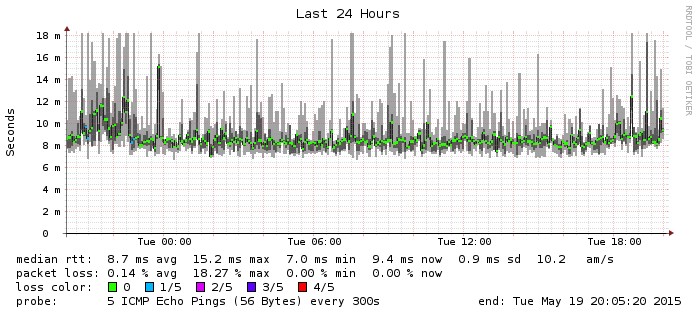 Last 24 Hours
RRDTOOL / TOBI OETIKER
Seconds
18 m
16 m
14 m
12 m
10 m
8 m
6 m
4 m
2 m
0
Tue 00:00 Tue 06:00 Tue 12:00 Tue 18:00
median rtt: 8.7 ms avg 15.2 ms max 7.0 ms min 9.4 ms now 0.9 ms sd 10.2 am/s
packet loss: 0.14 % avg 18.27 % max 0.00 % min 0.00 % now
loss color: 0 1/5 2/5 3/5 4/5
probe: 5 ICMP Echo Pings (56 Bytes) every 300s end: Tue May 19 20:05:20 2015